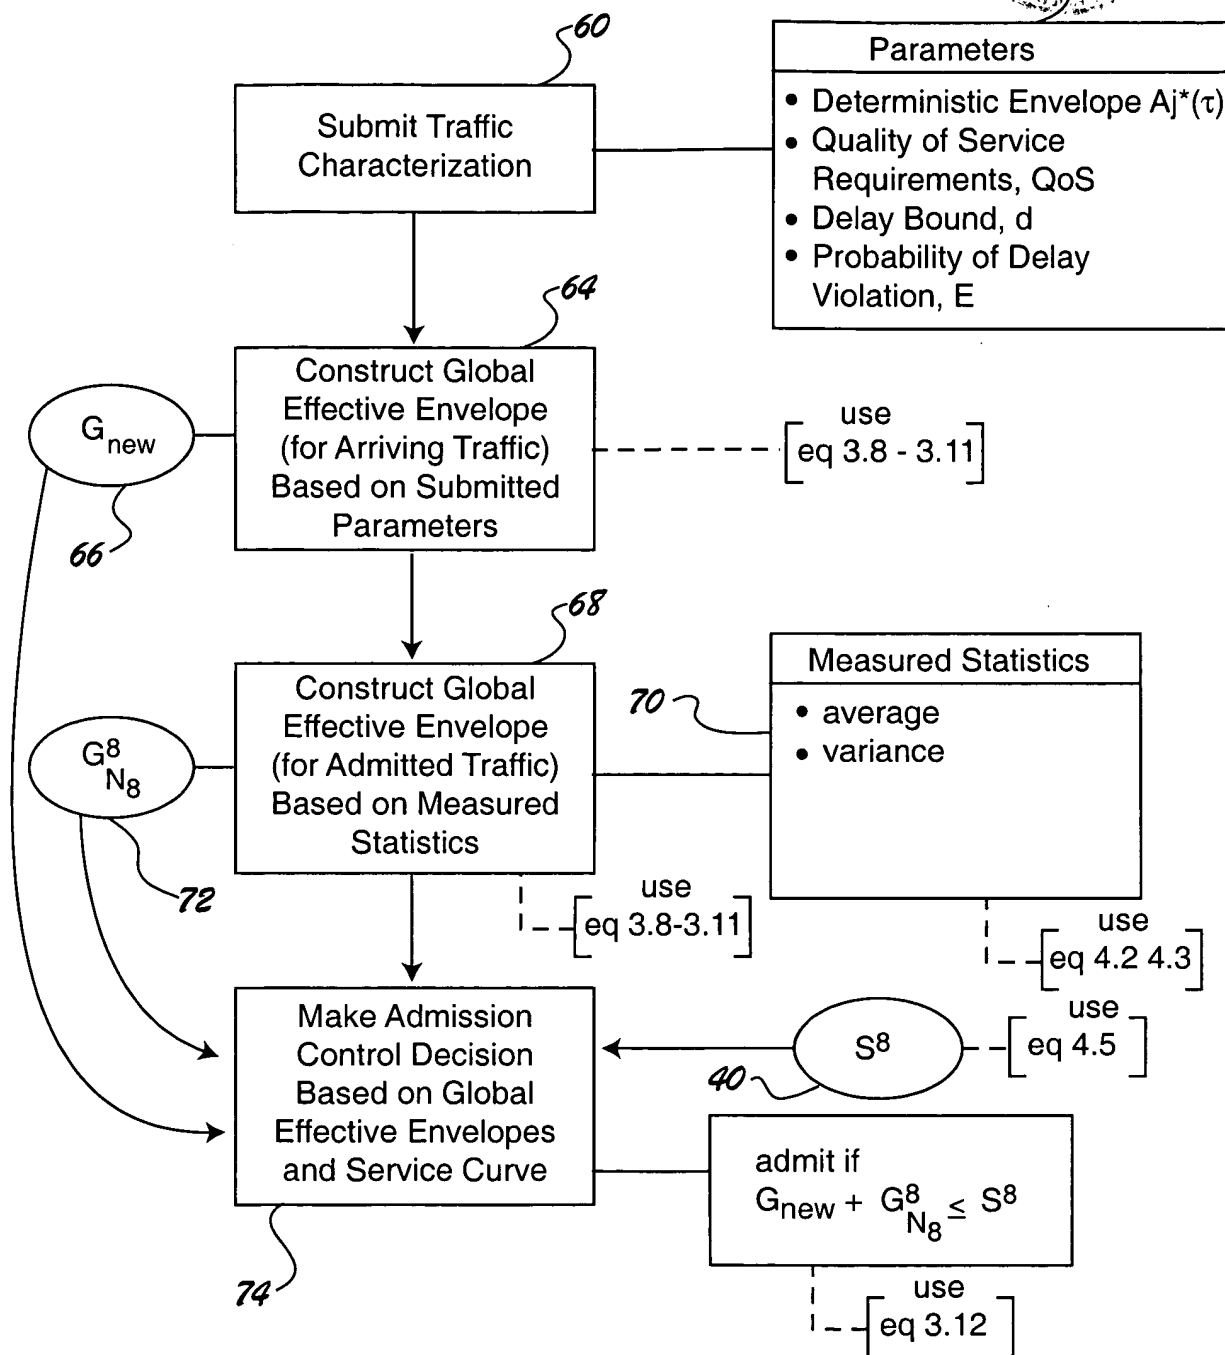 60
Submit Traffic
Characterization
Parameters
• Deterministic Envelope Aj*(τ)
• Quality of Service
Requirements, QoS
• Delay Bound, d
• Probability of Delay
Violation, E
64
Construct Global
Effective Envelope
(for Arriving Traffic)
Based on Submitted
Parameters
G new
66
use
[eq 3.8 - 3.11]
68
Construct Global
Effective Envelope
(for Admitted Traffic)
Based on Measured
Statistics
G8 N8
72
70
Measured Statistics
• average
• variance
use
[eq 3.8-3.11]
use
[eq 4.2 4.3]
Make Admission
Control Decision
Based on Global
Effective Envelopes
and Service Curve
74
S8
40
use
[eq 4.5]
admit if
Gnew + G8 N8 ≤ S8
use
[eq 3.12]